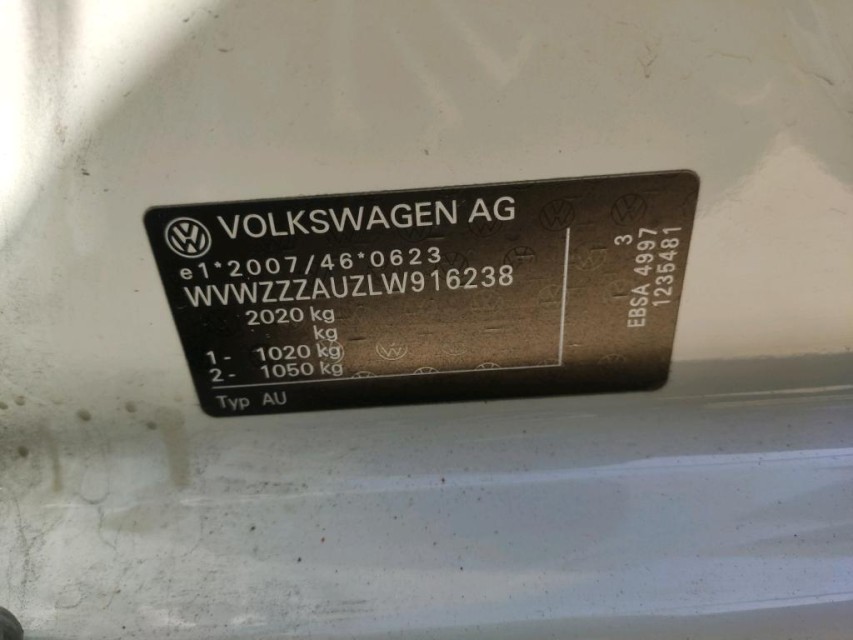 VOLKSWAGEN AG
e1*2007/46*0623
WVWZZZAUZLW916238
2020 kg
kg
1- 1020 kg
2- 1050 kg
Typ AU
3
EBSA 4997
1235481